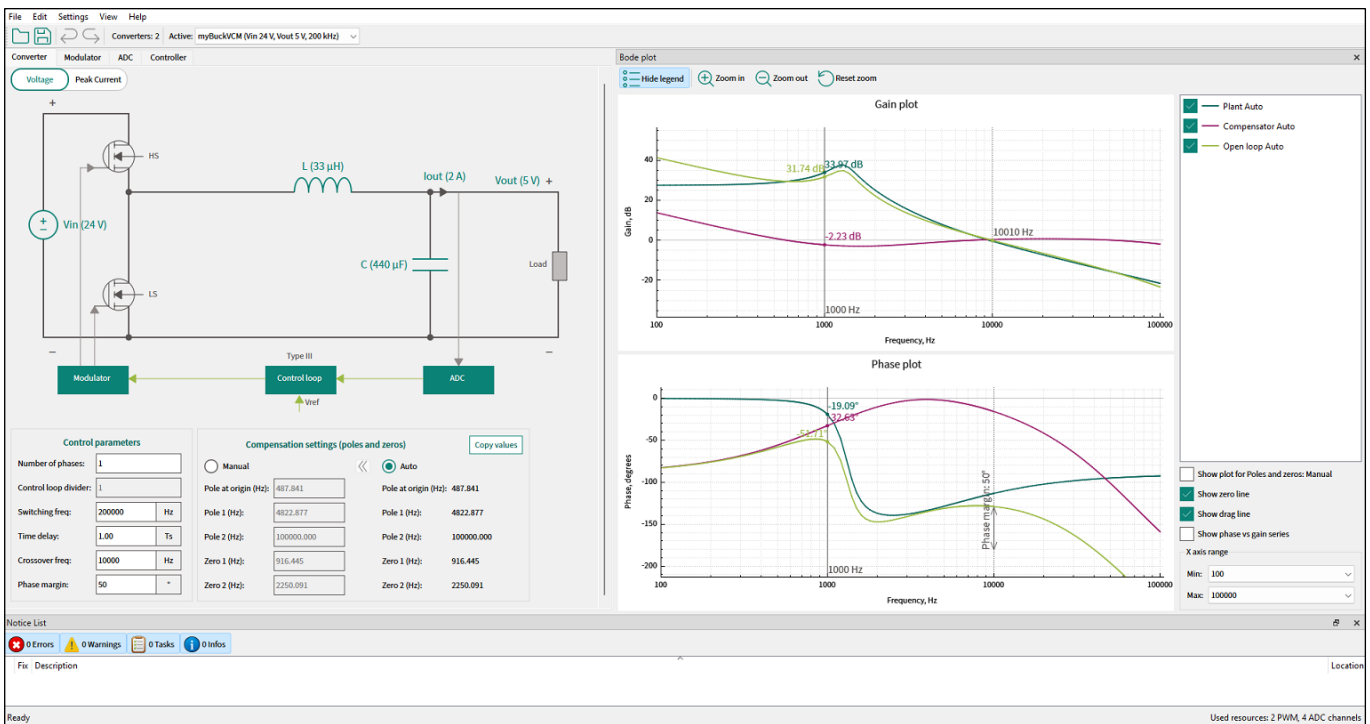 File Edit Settings View Help
Converters: 2 Active: myBuckVCM (Vin 24 V, Vout 5 V, 200 kHz)
Converter Modulator ADC Controller
Voltage Peak Current
+
HS
L (33 µH)
Iout (2 A)
Vout (5 V) +
+
−
Vin (24 V)
C (440 µF)
Load
LS
−
−
Type III
Modulator
Control loop
ADC
Vref
Control parameters
Number of phases: 1
Control loop divider: 1
Switching freq: 200000 Hz
Time delay: 1.00 Ts
Crossover freq: 10000 Hz
Phase margin: 50 °
Compensation settings (poles and zeros) Copy values
Manual Auto
Pole at origin (Hz): 487.841 Pole at origin (Hz): 487.841
Pole 1 (Hz): 4822.877 Pole 1 (Hz): 4822.877
Pole 2 (Hz): 100000.000 Pole 2 (Hz): 100000.000
Zero 1 (Hz): 916.445 Zero 1 (Hz): 916.445
Zero 2 (Hz): 2250.091 Zero 2 (Hz): 2250.091
Bode plot
Hide legend Zoom in Zoom out Reset zoom
Gain plot
Gain, dB
40
20
0
-20
31.74 dB 33.97 dB
-2.23 dB
10010 Hz
1000 Hz
100 1000 10000 100000
Frequency, Hz
Phase plot
Phase, degrees
0
-50
-100
-150
-200
-19.09°
-32.63°
-51.71°
Phase margin: 50°
1000 Hz
100 1000 10000 100000
Frequency, Hz
Plant Auto
Compensator Auto
Open loop Auto
Show plot for Poles and zeros: Manual
Show zero line
Show drag line
Show phase vs gain series
X axis range
Min: 100
Max: 100000
Notice List
0 Errors 0 Warnings 0 Tasks 0 Infos
Fix Description Location
Ready Used resources: 2 PWM, 4 ADC channels